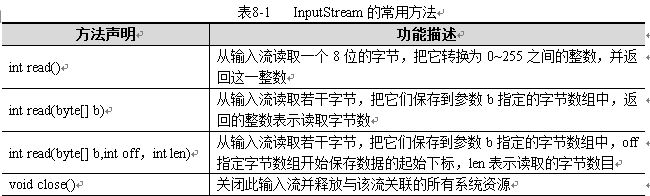 表8-1 InputStream 的常用方法
方法声明 功能描述
int read() 从输入流读取一个 8 位的字节，把它转换为 0~255 之间的整数，并返
回这一整数
int read(byte[] b) 从输入流读取若干字节，把它们保存到参数 b 指定的字节数组中，返
回的整数表示读取字节数
int read(byte[] b,int off，int len) 从输入流读取若干字节，把它们保存到参数 b 指定的字节数组中，off
指定字节数组开始保存数据的起始下标，len 表示读取的字节数目
void close() 关闭此输入流并释放与该流关联的所有系统资源